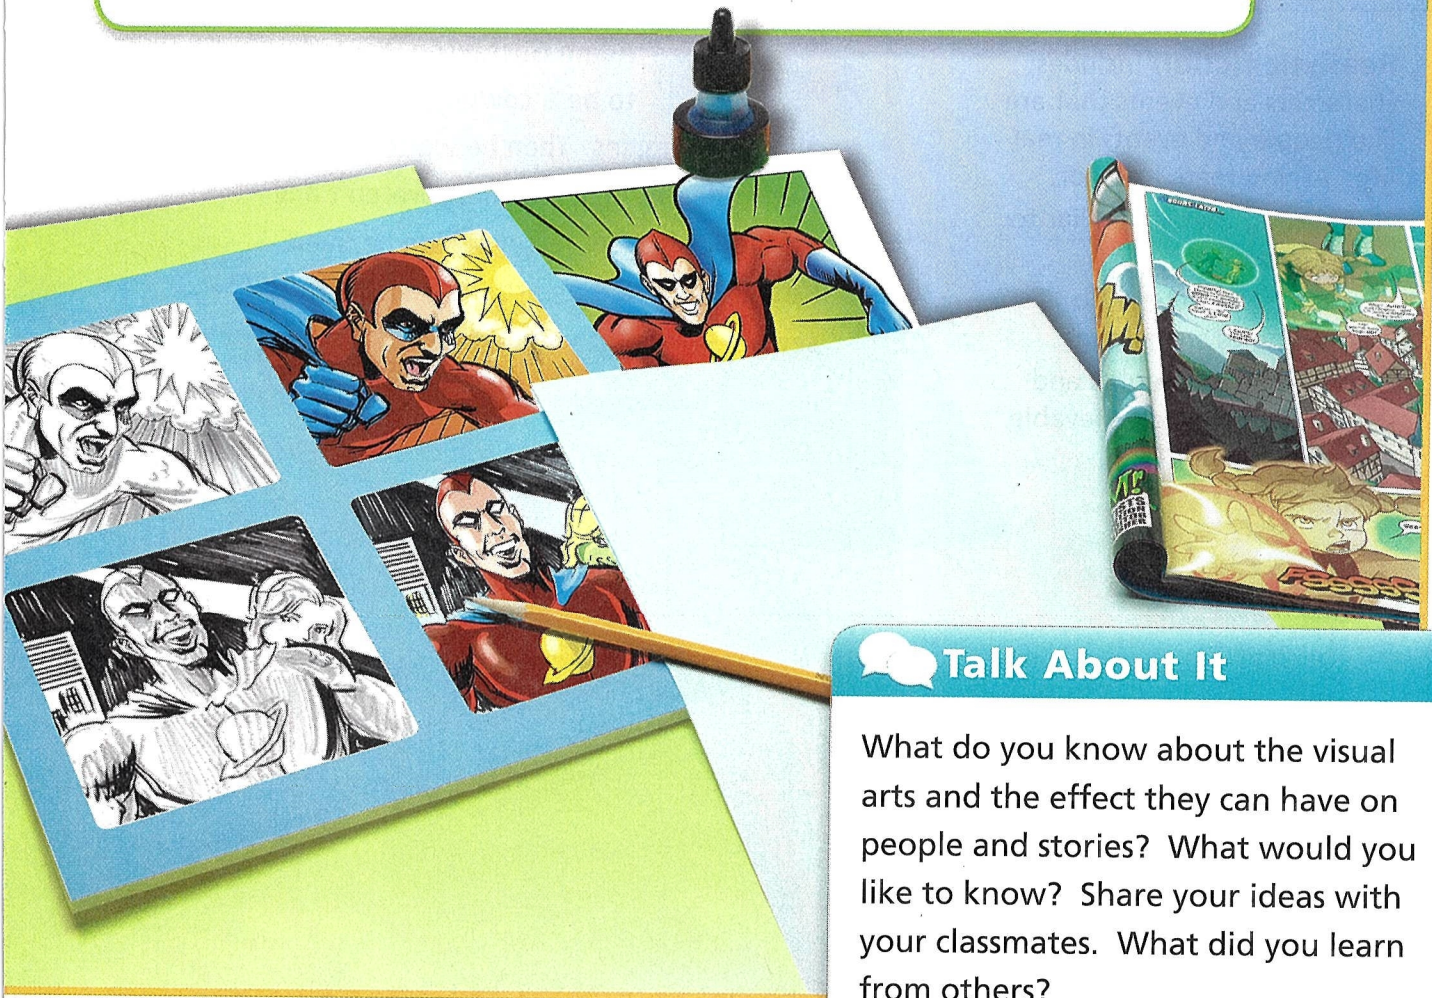 HOURS LATER...
Talk About It
What do you know about the visual
arts and the effect they can have on
people and stories? What would you
like to know? Share your ideas with
your classmates. What did you learn
from others?